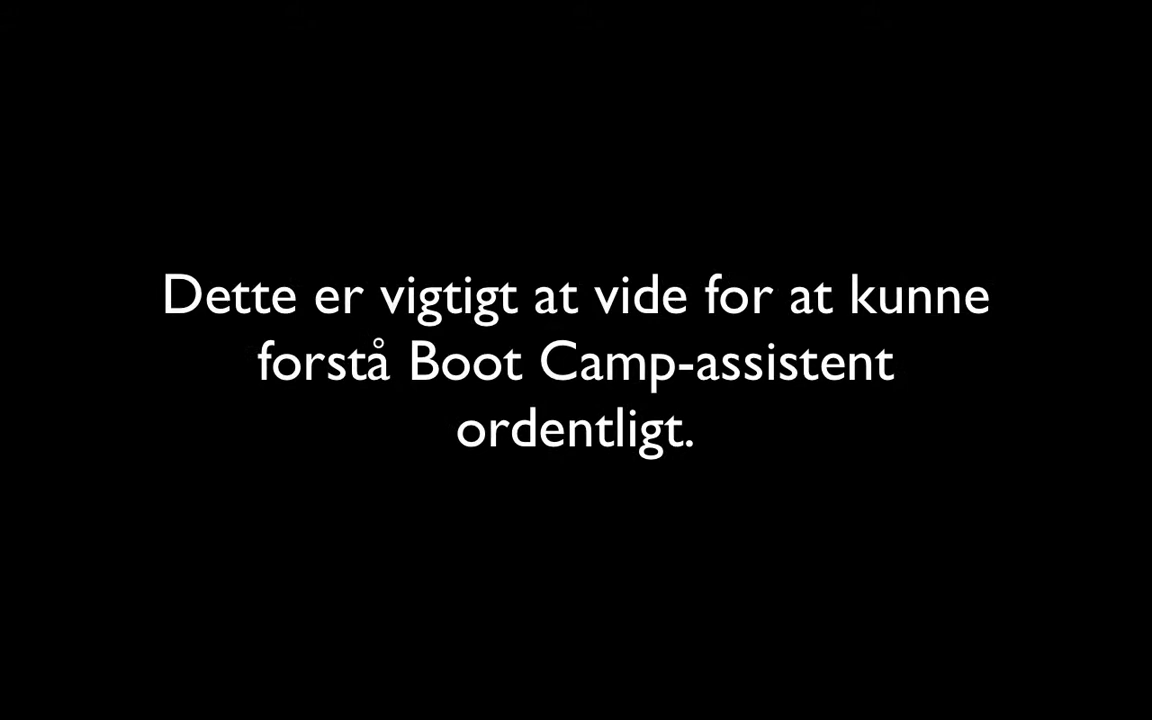 Dette er vigtigt at vide for at kunne
forstå Boot Camp-assistent
ordentligt.